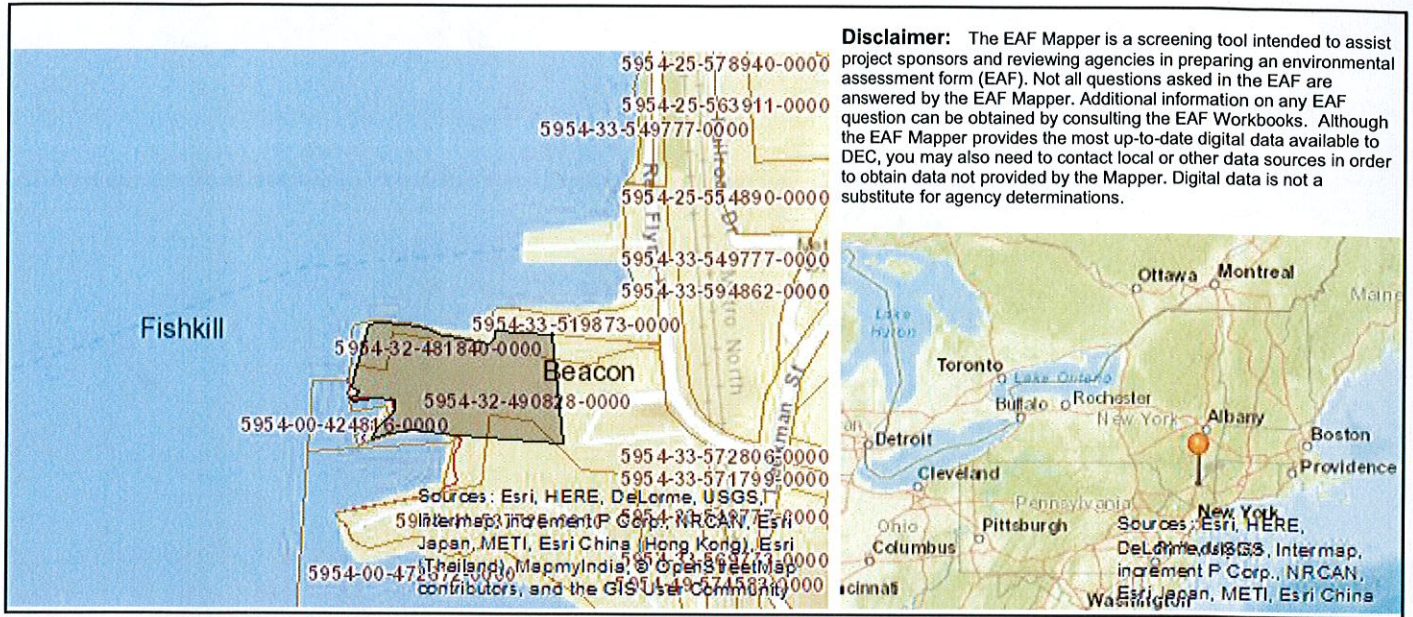 Disclaimer: The EAF Mapper is a screening tool intended to assist
project sponsors and reviewing agencies in preparing an environmental
assessment form (EAF). Not all questions asked in the EAF are
answered by the EAF Mapper. Additional information on any EAF
question can be obtained by consulting the EAF Workbooks. Although
the EAF Mapper provides the most up-to-date digital data available to
DEC, you may also need to contact local or other data sources in order
to obtain data not provided by the Mapper. Digital data is not a
substitute for agency determinations.
5954-25-578940-0000
5954-25-563911-0000
5954-33-549777-0000
5954-25-554890-0000
5954-33-549777-0000
5954-33-594862-0000
Metro North
Fishkill
5954-33-519873-0000
5954-32-481840-0000
Beacon
5954-32-490828-0000
5954-00-424816-0000
5954-33-572806-0000
5954-33-571799-0000
Sources: Esri, HERE, DeLorme, USGS,
Intermap, increment P Corp., NRCAN, Esri
Japan, METI, Esri China (Hong Kong), Esri
(Thailand), MapmyIndia, © OpenStreetMap
contributors, and the GIS User Community
Ottawa
Montreal
Maine
Lake
Toronto
Lake Ontario
Buffalo
Rochester
New York
Albany
Detroit
Boston
Providence
Cleveland
Pennsylvania
New York
Ohio
Pittsburgh
Columbus
Sources: Esri, HERE,
DeLorme, USGS, Intermap,
increment P Corp., NRCAN,
Esri Japan, METI, Esri China
cinnati
Washington